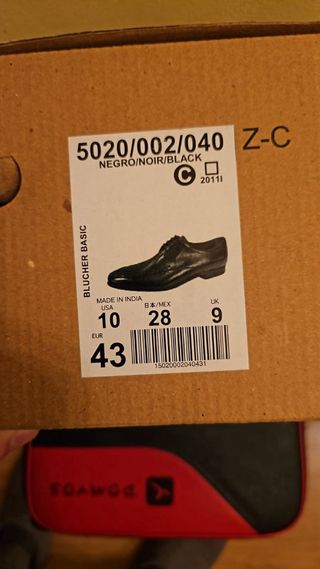 5020/002/040 Z-C
NEGRO/NOIR/BLACK
C 2011I
BLUCHER BASIC
MADE IN INDIA
USA 日本/MEX UK
10 28 9
EUR
43
15020002040431
DOMYOS